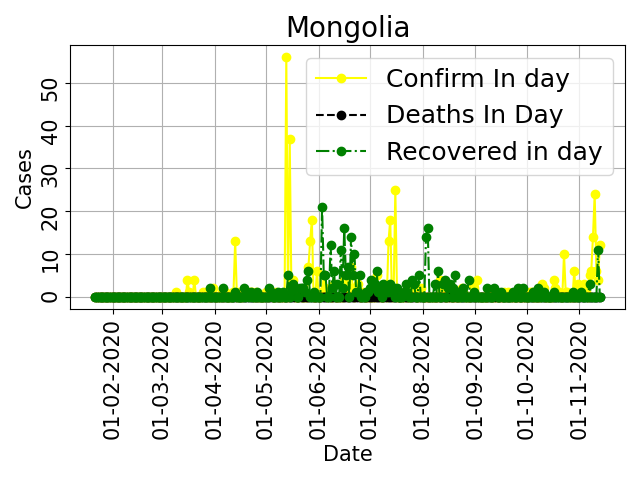 Mongolia
Confirm In day
Deaths In Day
Recovered in day
Cases
50
40
30
20
10
0
01-02-2020
01-03-2020
01-04-2020
01-05-2020
01-06-2020
01-07-2020
01-08-2020
01-09-2020
01-10-2020
01-11-2020
Date